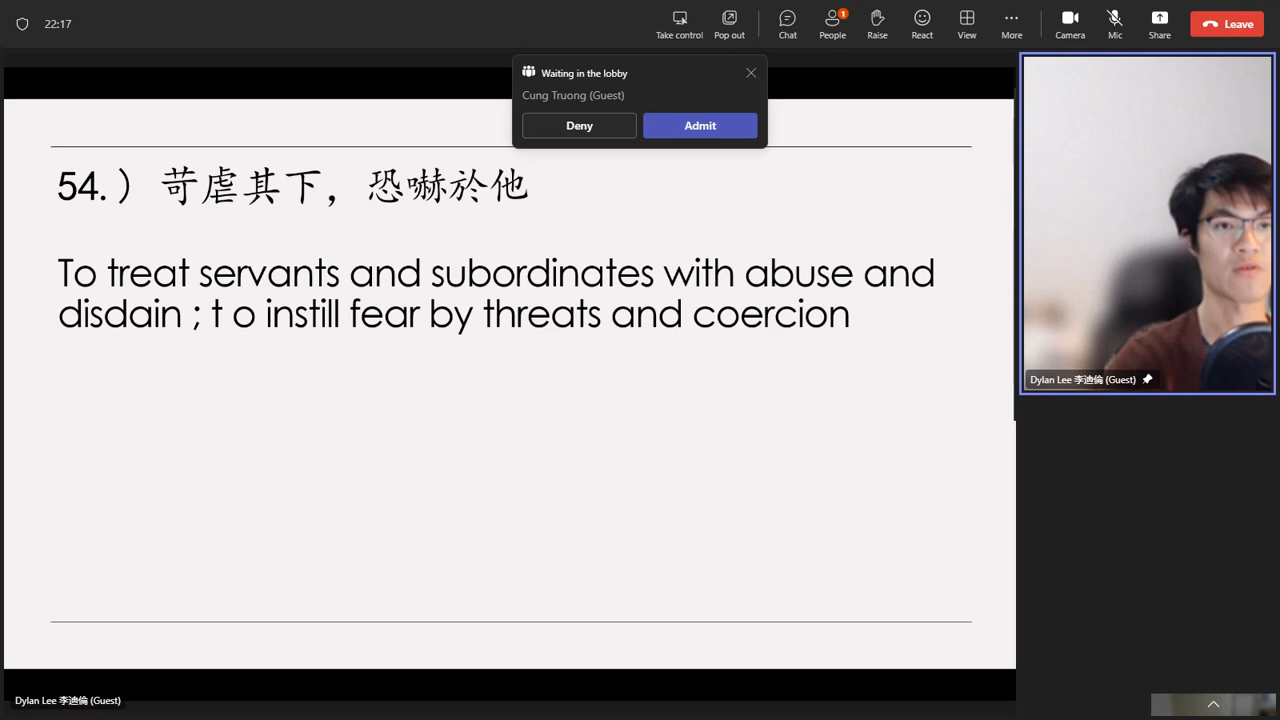 22:17
Take control
Pop out
Chat
1
People
Raise
React
View
More
Camera
Mic
Share
Leave
Waiting in the lobby
Cung Truong (Guest)
Deny
Admit
54.）苛虐其下，恐嚇於他
To treat servants and subordinates with abuse and
disdain ; t o instill fear by threats and coercion
Dylan Lee 李迪倫 (Guest)
Dylan Lee 李迪倫 (Guest)